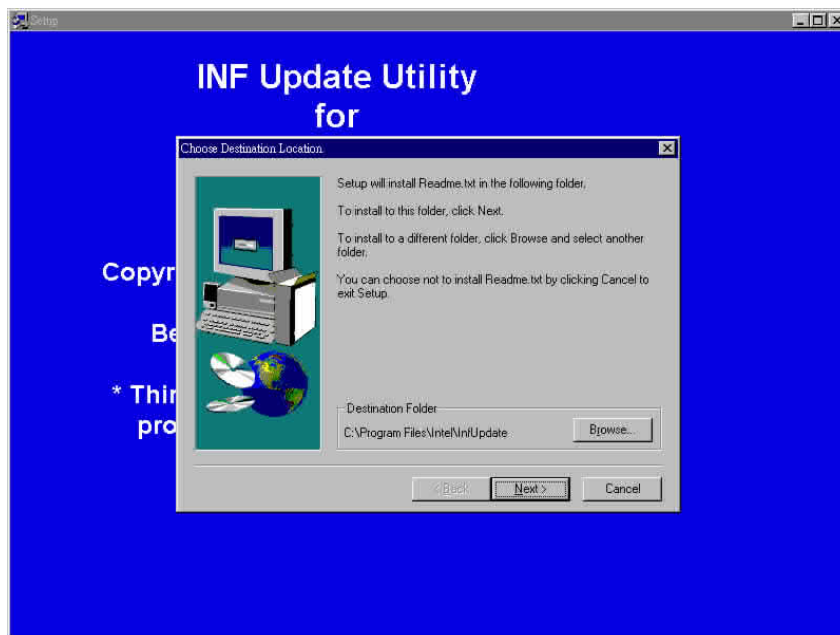 Setup
INF Update Utility
for
Choose Destination Location
Setup will install Readme.txt in the following folder.
To install to this folder, click Next.
To install to a different folder, click Browse and select another
folder.
You can choose not to install Readme.txt by clicking Cancel to
exit Setup.
Copyr
Be
* Thir
pro
Destination Folder
C:\Program Files\Intel\InfUpdate
Browse...
< Back
Next >
Cancel